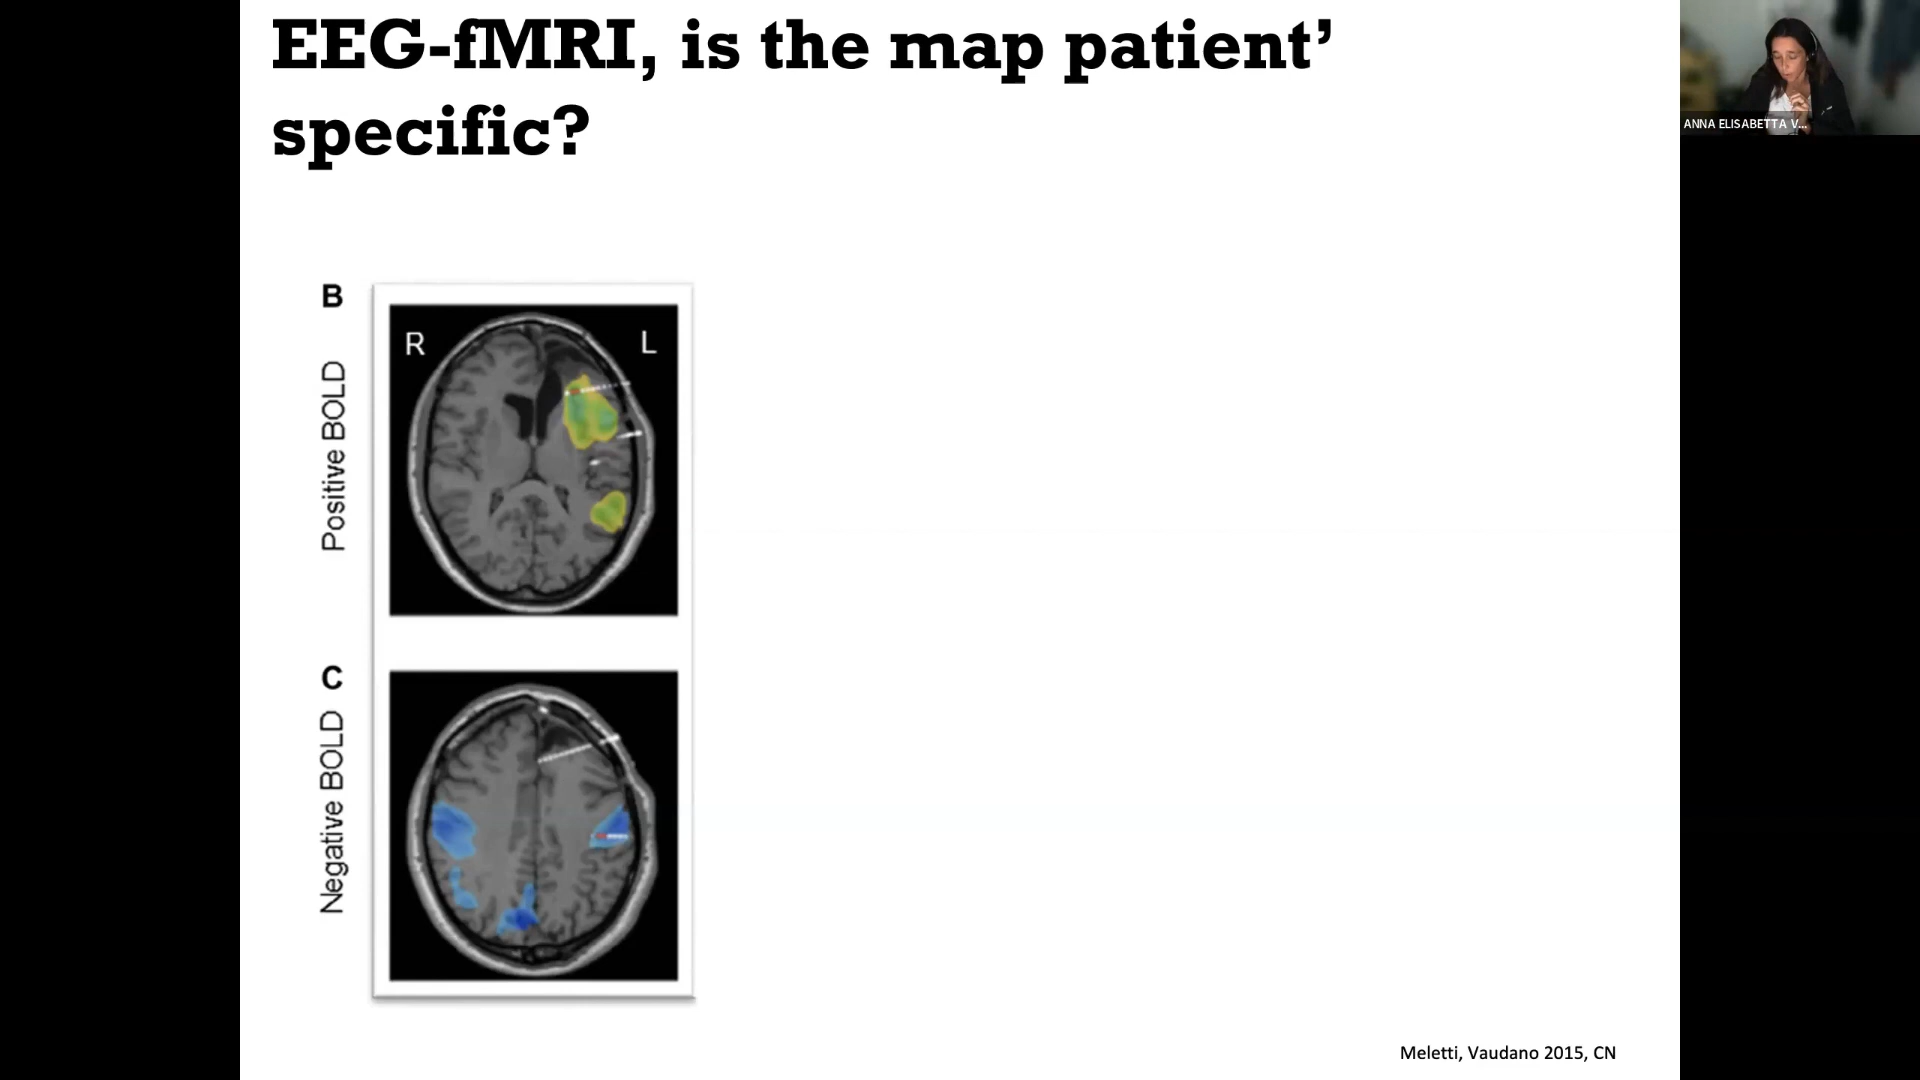 EEG-fMRI, is the map patient’
specific?
ANNA ELISABETTA V...
B
R
L
Positive BOLD
C
Negative BOLD
Meletti, Vaudano 2015, CN